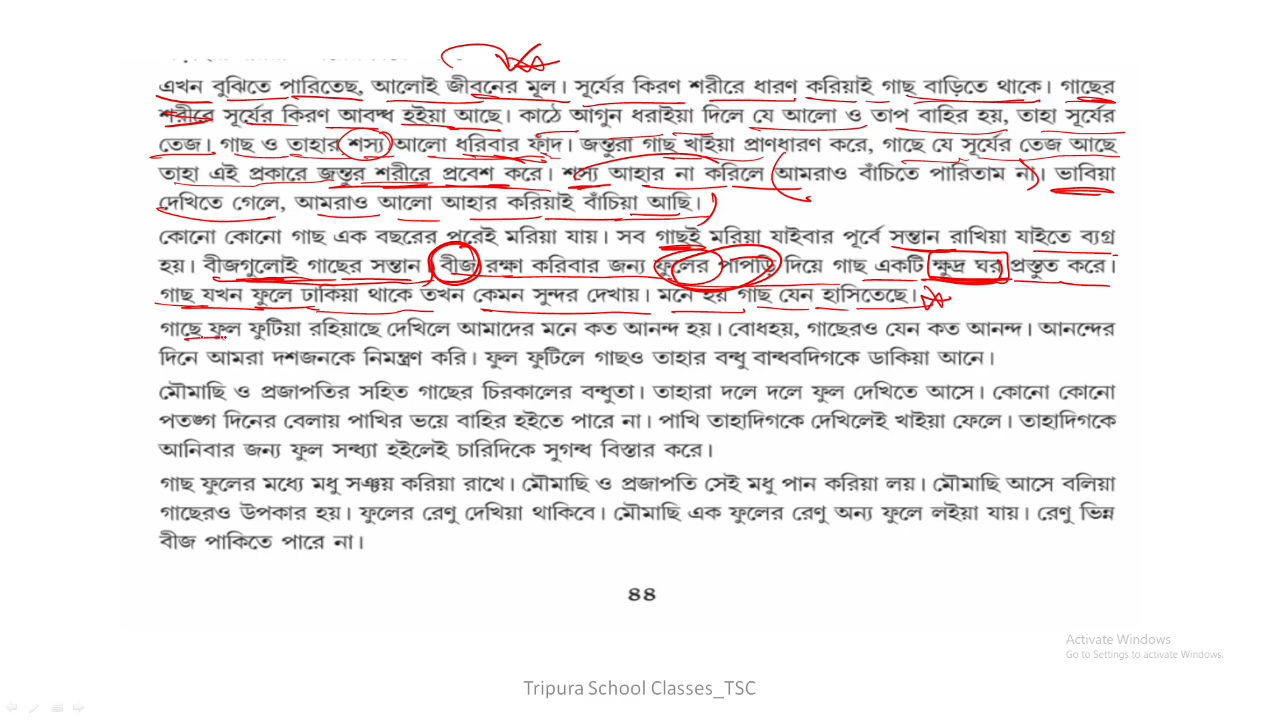 এখন বুঝিতে পারিতেছ, আলোই জীবনের মূল। সূর্যের কিরণ শরীরে ধারণ করিয়াই গাছ বাড়িতে থাকে। গাছের
শরীরে সূর্যের কিরণ আবদ্ধ হইয়া আছে। কাঠে আগুন ধরাইয়া দিলে যে আলো ও তাপ বাহির হয়, তাহা সূর্যের
তেজ। গাছ ও তাহার শস্য আলো ধরিবার ফাঁদ। জন্তুরা গাছ খাইয়া প্রাণধারণ করে, গাছে যে সূর্যের তেজ আছে
তাহা এই প্রকারে জন্তুর শরীরে প্রবেশ করে। শস্য আহার না করিলে আমরাও বাঁচিতে পারিতাম না। ভাবিয়া
দেখিতে গেলে, আমরাও আলো আহার করিয়াই বাঁচিয়া আছি।
কোনো কোনো গাছ এক বছরের পরেই মরিয়া যায়। সব গাছই মরিয়া যাইবার পূর্বে সন্তান রাখিয়া যাইতে ব্যগ্র
হয়। বীজগুলোই গাছের সন্তান। বীজ রক্ষা করিবার জন্য ফুলের পাপড়ি দিয়ে গাছ একটি ক্ষুদ্র ঘর প্রস্তুত করে।
গাছ যখন ফুলে ঢাকিয়া থাকে তখন কেমন সুন্দর দেখায়। মনে হয় গাছ যেন হাসিতেছে।
গাছে ফুল ফুটিয়া রহিয়াছে দেখিলে আমাদের মনে কত আনন্দ হয়। বোধহয়, গাছেরও যেন কত আনন্দ। আনন্দের
দিনে আমরা দশজনকে নিমন্ত্রণ করি। ফুল ফুটিলে গাছও তাহার বন্ধু বান্ধবদিগকে ডাকিয়া আনে।
মৌমাছি ও প্রজাপতির সহিত গাছের চিরকালের বন্ধুতা। তাহারা দলে দলে ফুল দেখিতে আসে। কোনো কোনো
পতঙ্গ দিনের বেলায় পাখির ভয়ে বাহির হইতে পারে না। পাখি তাহাদিগকে দেখিলেই খাইয়া ফেলে। তাহাদিগকে
আনিবার জন্য ফুল সন্ধ্যা হইলেই চারিদিকে সুগন্ধ বিস্তার করে।
গাছ ফুলের মধ্যে মধু সঞ্চয় করিয়া রাখে। মৌমাছি ও প্রজাপতি সেই মধু পান করিয়া লয়। মৌমাছি আসে বলিয়া
গাছেরও উপকার হয়। ফুলের রেণু দেখিয়া থাকিবে। মৌমাছি এক ফুলের রেণু অন্য ফুলে লইয়া যায়। রেণু ভিন্ন
বীজ পাকিতে পারে না।
৪৪
Activate Windows
Go to Settings to activate Windows.
Tripura School Classes_TSC